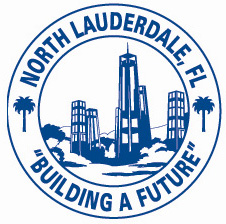 NORTH LAUDERDALE, FL
"BUILDING A FUTURE"